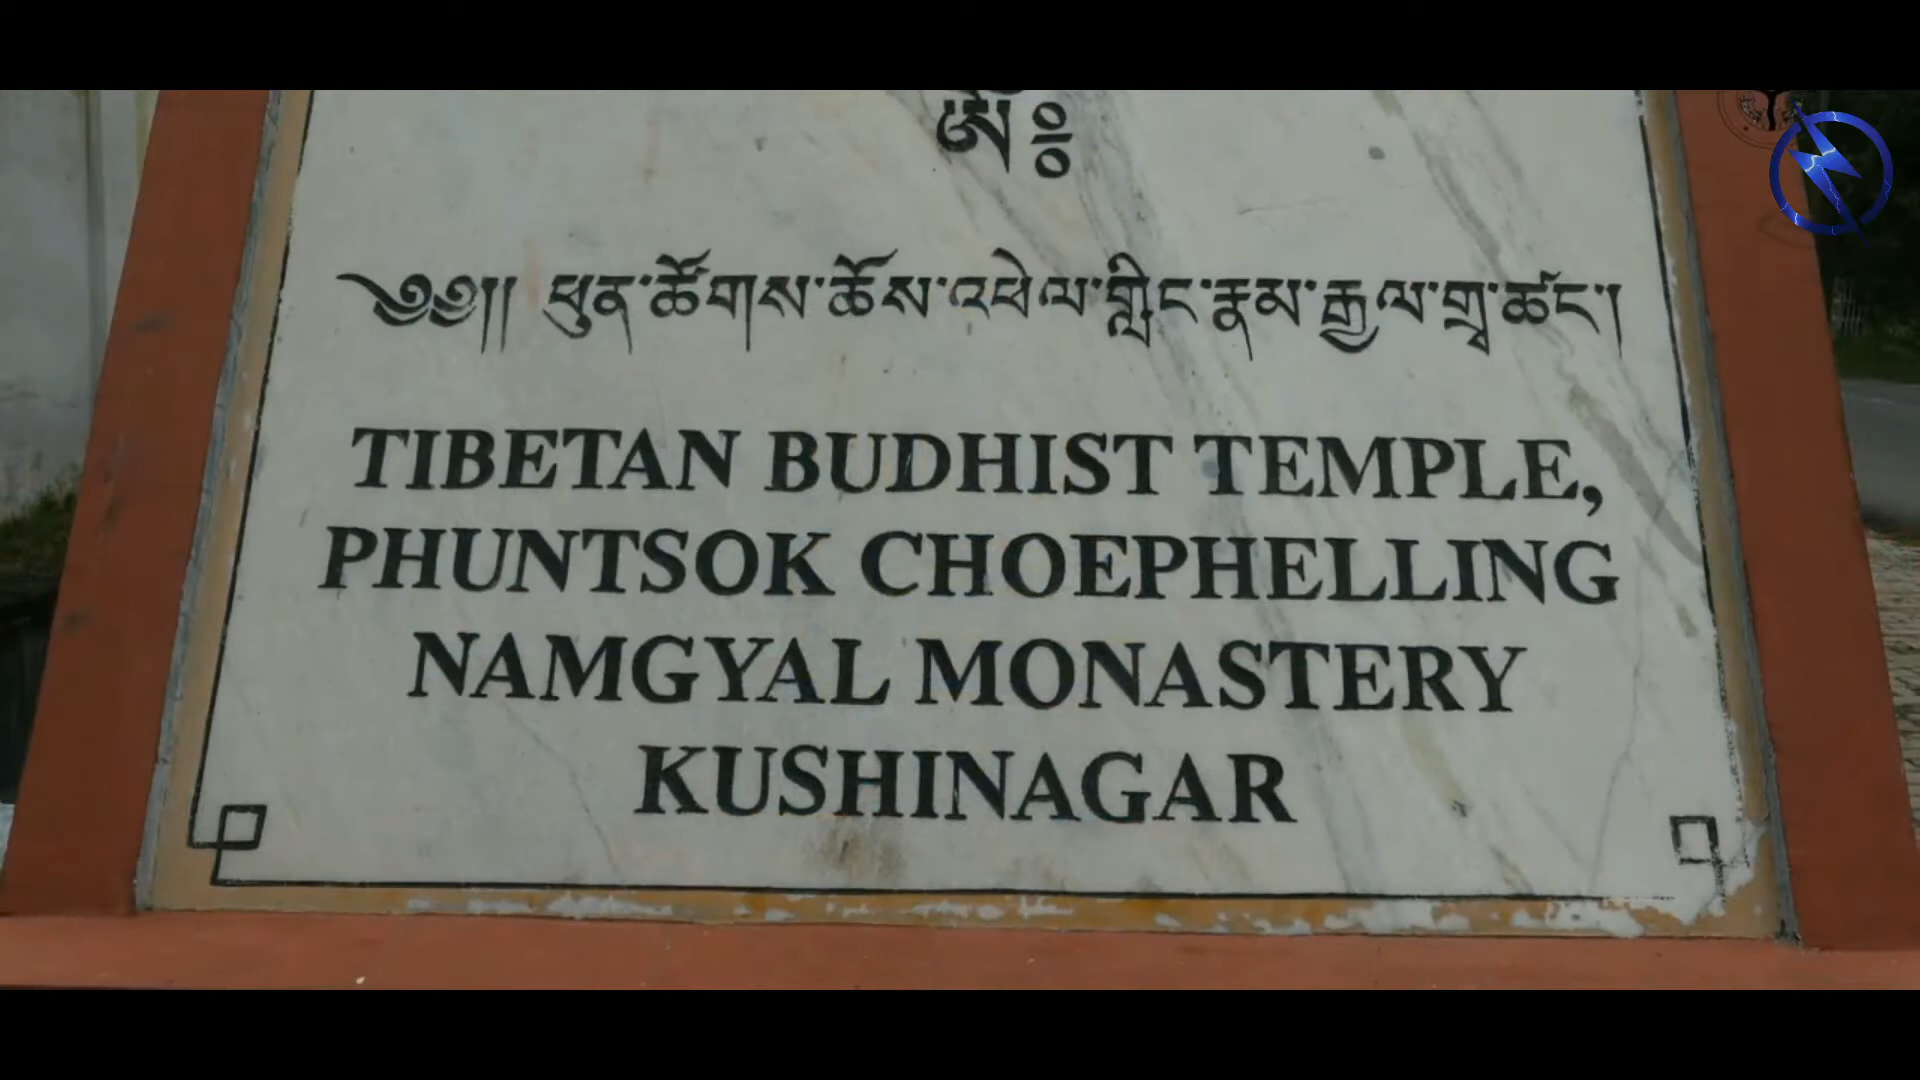 ཨཱ༔
༄༅།། ཕུན་ཚོགས་ཆོས་འཕེལ་གླིང་རྣམ་རྒྱལ་གྲྭ་ཚང་།
TIBETAN BUDHIST TEMPLE,
PHUNTSOK CHOEPHELLING
NAMGYAL MONASTERY
KUSHINAGAR